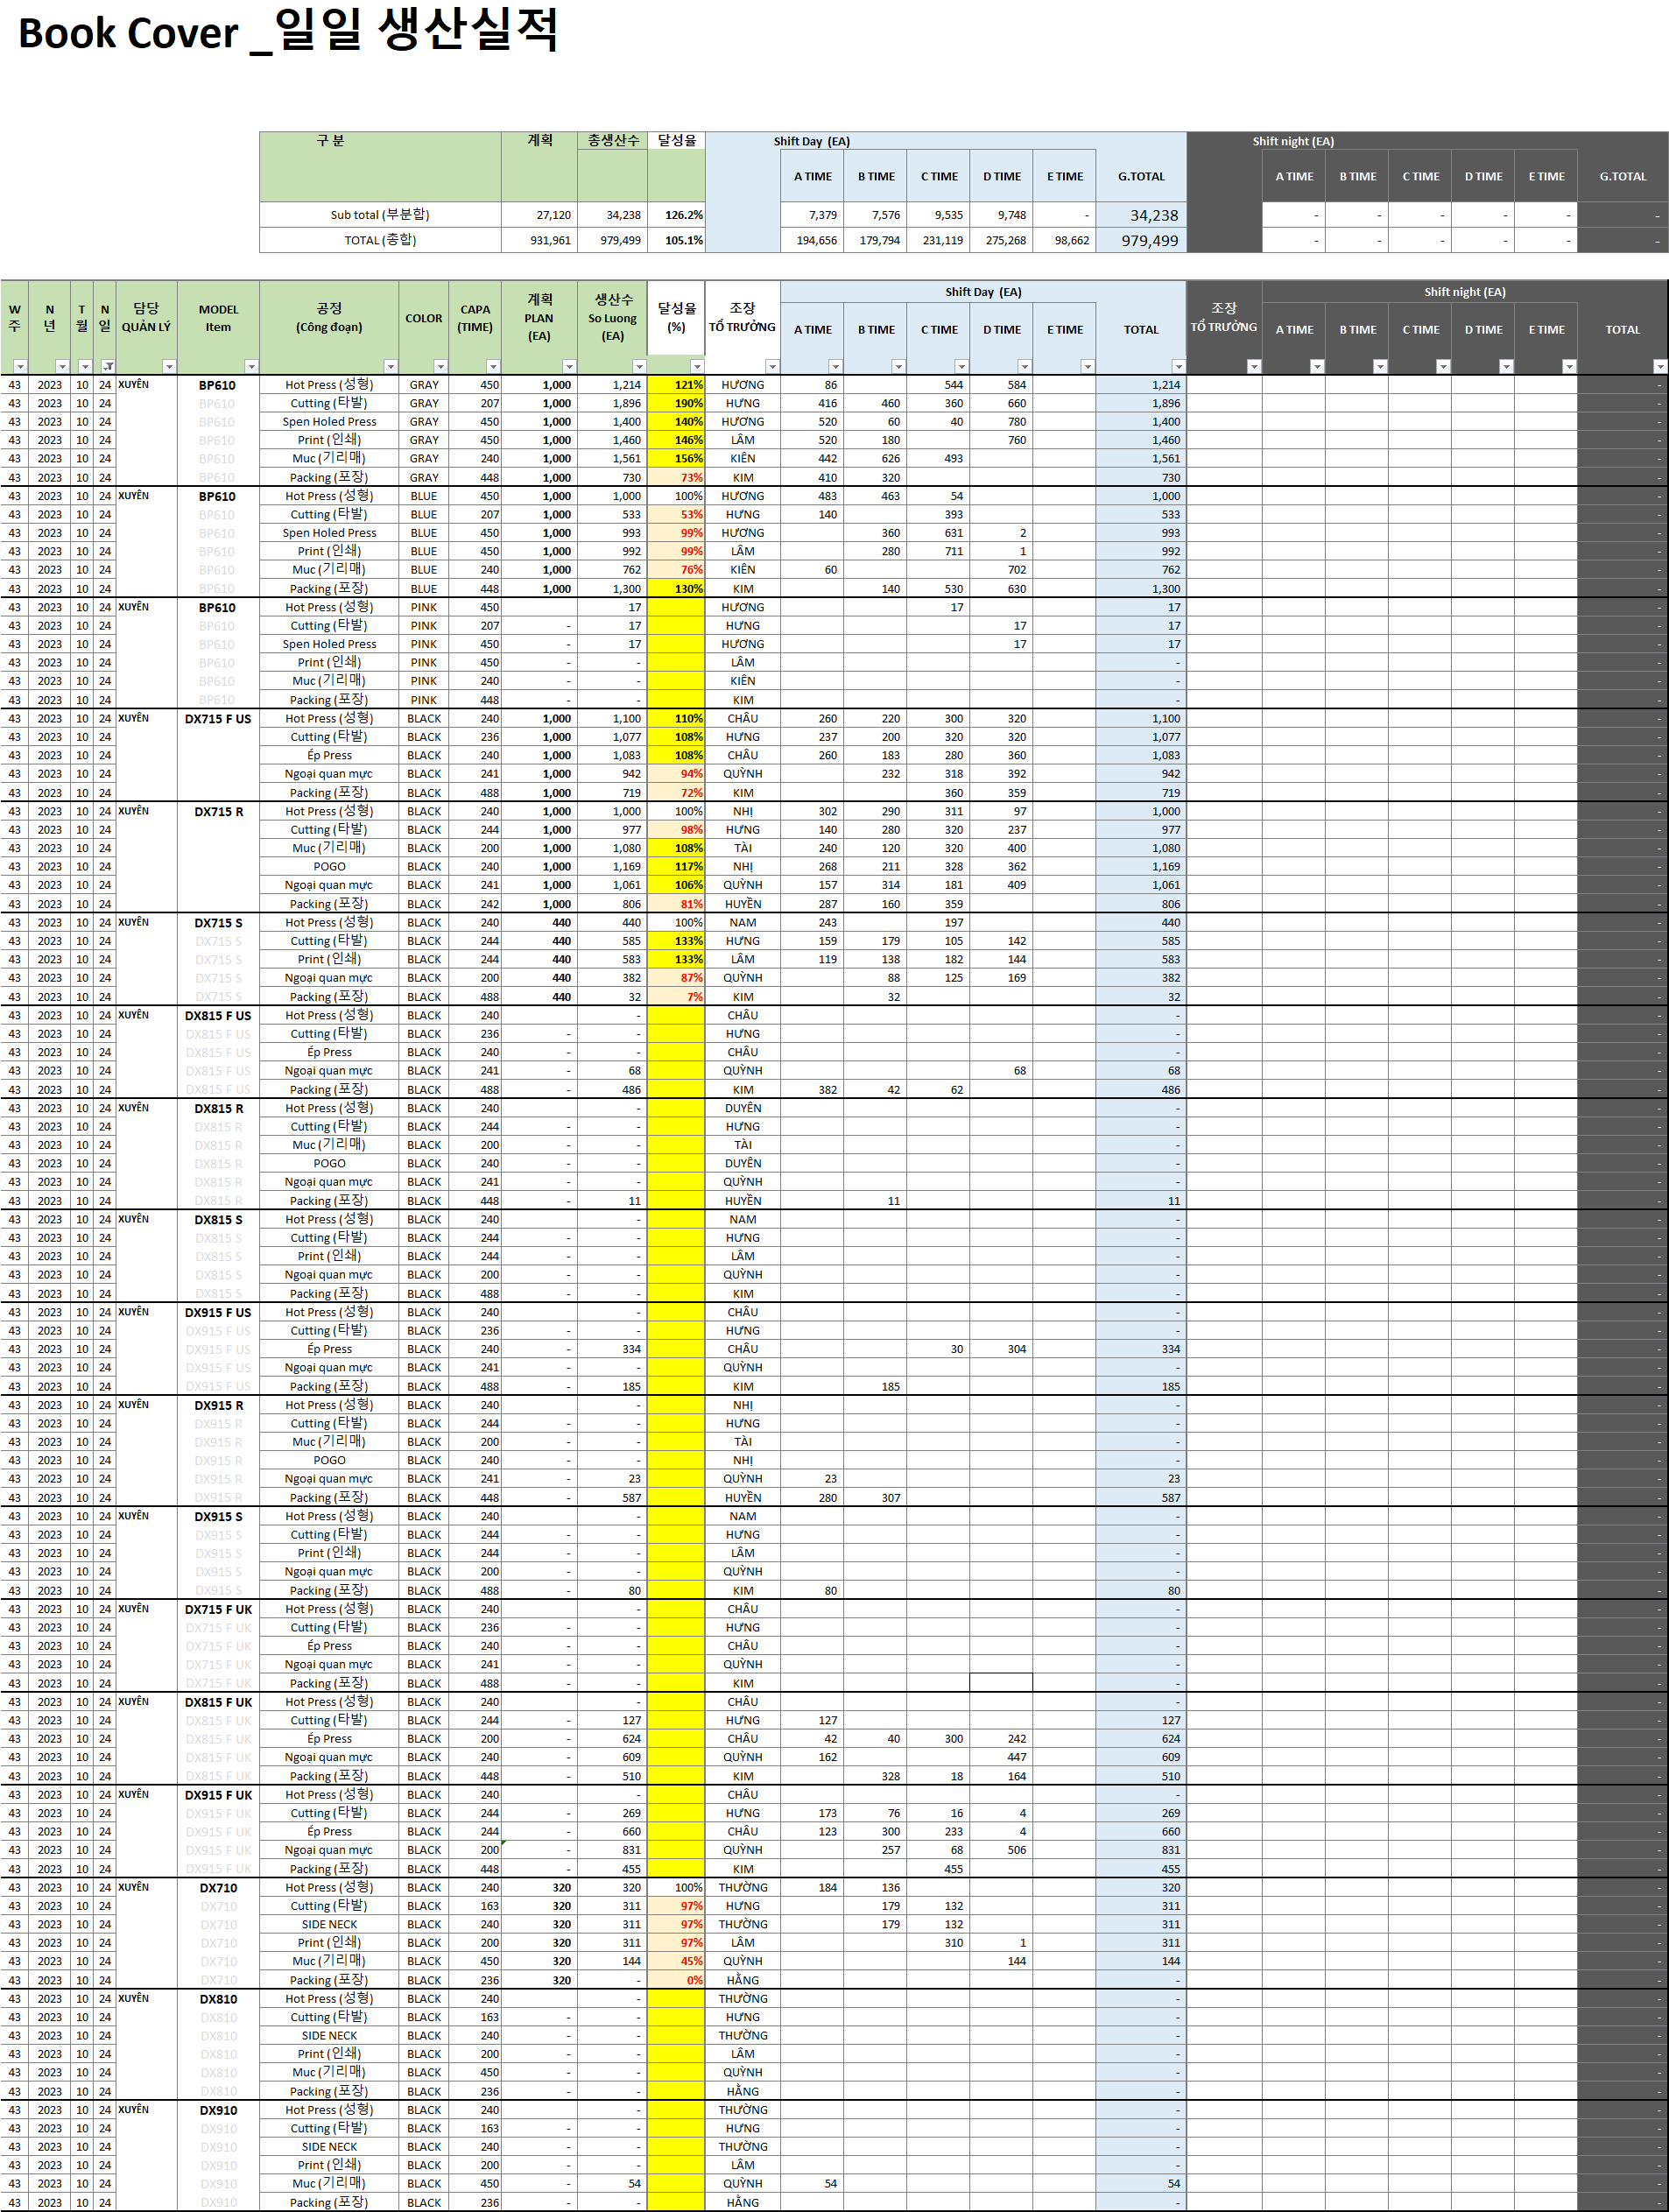 Book Cover _일일 생산실적
구 분 계획 총생산수 달성율 Shift Day (EA) Shift night (EA)
A TIME B TIME C TIME D TIME E TIME G.TOTAL A TIME B TIME C TIME D TIME E TIME G.TOTAL
Sub total (부분합) 27,120 34,238 126.2% 7,379 7,576 9,535 9,748 - 34,238 - - - - - -
TOTAL (총합) 931,961 979,499 105.1% 194,656 179,794 231,119 275,268 98,662 979,499 - - - - - -
W 주 N 년 T 월 N 일 담당 QUẢN LÝ MODEL Item 공정 (Công đoạn) COLOR CAPA (TIME) 계획 PLAN (EA) 생산수 So Luong (EA) 달성율 (%) 조장 TỔ TRƯỞNG Shift Day (EA) 조장 TỔ TRƯỞNG Shift night (EA)
A TIME B TIME C TIME D TIME E TIME TOTAL A TIME B TIME C TIME D TIME E TIME TOTAL
43 2023 10 24 XUYÊN BP610 Hot Press (성형) GRAY 450 1,000 1,214 121% HƯƠNG 86 544 584 1,214 -
43 2023 10 24 BP610 Cutting (타발) GRAY 207 1,000 1,896 190% HƯNG 416 460 360 660 1,896 -
43 2023 10 24 BP610 Spen Holed Press GRAY 450 1,000 1,400 140% HƯƠNG 520 60 40 780 1,400 -
43 2023 10 24 BP610 Print (인쇄) GRAY 450 1,000 1,460 146% LÂM 520 180 760 1,460 -
43 2023 10 24 BP610 Muc (기리매) GRAY 240 1,000 1,561 156% KIÊN 442 626 493 1,561 -
43 2023 10 24 BP610 Packing (포장) GRAY 448 1,000 730 73% KIM 410 320 730 -
43 2023 10 24 XUYÊN BP610 Hot Press (성형) BLUE 450 1,000 1,000 100% HƯƠNG 483 463 54 1,000 -
43 2023 10 24 BP610 Cutting (타발) BLUE 207 1,000 533 53% HƯNG 140 393 533 -
43 2023 10 24 BP610 Spen Holed Press BLUE 450 1,000 993 99% HƯƠNG 360 631 2 993 -
43 2023 10 24 BP610 Print (인쇄) BLUE 450 1,000 992 99% LÂM 280 711 1 992 -
43 2023 10 24 BP610 Muc (기리매) BLUE 240 1,000 762 76% KIÊN 60 702 762 -
43 2023 10 24 BP610 Packing (포장) BLUE 448 1,000 1,300 130% KIM 140 530 630 1,300 -
43 2023 10 24 XUYÊN BP610 Hot Press (성형) PINK 450 17 HƯƠNG 17 17 -
43 2023 10 24 BP610 Cutting (타발) PINK 207 - 17 HƯNG 17 17 -
43 2023 10 24 BP610 Spen Holed Press PINK 450 - 17 HƯƠNG 17 17 -
43 2023 10 24 BP610 Print (인쇄) PINK 450 - - LÂM - -
43 2023 10 24 BP610 Muc (기리매) PINK 240 - - KIÊN - -
43 2023 10 24 BP610 Packing (포장) PINK 448 - - KIM - -
43 2023 10 24 XUYÊN DX715 F US Hot Press (성형) BLACK 240 1,000 1,100 110% CHÂU 260 220 300 320 1,100 -
43 2023 10 24 Cutting (타발) BLACK 236 1,000 1,077 108% HƯNG 237 200 320 320 1,077 -
43 2023 10 24 Ép Press BLACK 240 1,000 1,083 108% CHÂU 260 183 280 360 1,083 -
43 2023 10 24 Ngoại quan mực BLACK 241 1,000 942 94% QUỲNH 232 318 392 942 -
43 2023 10 24 Packing (포장) BLACK 488 1,000 719 72% KIM 360 359 719 -
43 2023 10 24 XUYÊN DX715 R Hot Press (성형) BLACK 240 1,000 1,000 100% NHỊ 302 290 311 97 1,000 -
43 2023 10 24 Cutting (타발) BLACK 244 1,000 977 98% HƯNG 140 280 320 237 977 -
43 2023 10 24 Muc (기리매) BLACK 200 1,000 1,080 108% TÀI 240 120 320 400 1,080 -
43 2023 10 24 POGO BLACK 240 1,000 1,169 117% NHỊ 268 211 328 362 1,169 -
43 2023 10 24 Ngoại quan mực BLACK 241 1,000 1,061 106% QUỲNH 157 314 181 409 1,061 -
43 2023 10 24 Packing (포장) BLACK 242 1,000 806 81% HUYỀN 287 160 359 806 -
43 2023 10 24 XUYÊN DX715 S Hot Press (성형) BLACK 240 440 440 100% NAM 243 197 440 -
43 2023 10 24 DX715 S Cutting (타발) BLACK 244 440 585 133% HƯNG 159 179 105 142 585 -
43 2023 10 24 DX715 S Print (인쇄) BLACK 244 440 583 133% LÂM 119 138 182 144 583 -
43 2023 10 24 DX715 S Ngoại quan mực BLACK 200 440 382 87% QUỲNH 88 125 169 382 -
43 2023 10 24 DX715 S Packing (포장) BLACK 488 440 32 7% KIM 32 32 -
43 2023 10 24 XUYÊN DX815 F US Hot Press (성형) BLACK 240 - CHÂU - -
43 2023 10 24 DX815 F US Cutting (타발) BLACK 236 - - HƯNG - -
43 2023 10 24 DX815 F US Ép Press BLACK 240 - - CHÂU - -
43 2023 10 24 DX815 F US Ngoại quan mực BLACK 241 - 68 QUỲNH 68 68 -
43 2023 10 24 DX815 F US Packing (포장) BLACK 488 - 486 KIM 382 42 62 486 -
43 2023 10 24 XUYÊN DX815 R Hot Press (성형) BLACK 240 - DUYÊN - -
43 2023 10 24 DX815 R Cutting (타발) BLACK 244 - - HƯNG - -
43 2023 10 24 DX815 R Muc (기리매) BLACK 200 - - TÀI - -
43 2023 10 24 DX815 R POGO BLACK 240 - - DUYÊN - -
43 2023 10 24 DX815 R Ngoại quan mực BLACK 241 - - QUỲNH - -
43 2023 10 24 DX815 R Packing (포장) BLACK 448 - 11 HUYỀN 11 11 -
43 2023 10 24 XUYÊN DX815 S Hot Press (성형) BLACK 240 - NAM - -
43 2023 10 24 DX815 S Cutting (타발) BLACK 244 - - HƯNG - -
43 2023 10 24 DX815 S Print (인쇄) BLACK 244 - - LÂM - -
43 2023 10 24 DX815 S Ngoại quan mực BLACK 200 - - QUỲNH - -
43 2023 10 24 DX815 S Packing (포장) BLACK 488 - - KIM - -
43 2023 10 24 XUYÊN DX915 F US Hot Press (성형) BLACK 240 - CHÂU - -
43 2023 10 24 DX915 F US Cutting (타발) BLACK 236 - - HƯNG - -
43 2023 10 24 DX915 F US Ép Press BLACK 240 - 334 CHÂU 30 304 334 -
43 2023 10 24 DX915 F US Ngoại quan mực BLACK 241 - - QUỲNH - -
43 2023 10 24 DX915 F US Packing (포장) BLACK 488 - 185 KIM 185 185 -
43 2023 10 24 XUYÊN DX915 R Hot Press (성형) BLACK 240 - NHỊ - -
43 2023 10 24 DX915 R Cutting (타발) BLACK 244 - - HƯNG - -
43 2023 10 24 DX915 R Muc (기리매) BLACK 200 - - TÀI - -
43 2023 10 24 DX915 R POGO BLACK 240 - - NHỊ - -
43 2023 10 24 DX915 R Ngoại quan mực BLACK 241 - 23 QUỲNH 23 23 -
43 2023 10 24 DX915 R Packing (포장) BLACK 448 - 587 HUYỀN 280 307 587 -
43 2023 10 24 XUYÊN DX915 S Hot Press (성형) BLACK 240 - NAM - -
43 2023 10 24 DX915 S Cutting (타발) BLACK 244 - - HƯNG - -
43 2023 10 24 DX915 S Print (인쇄) BLACK 244 - - LÂM - -
43 2023 10 24 DX915 S Ngoại quan mực BLACK 200 - - QUỲNH - -
43 2023 10 24 DX915 S Packing (포장) BLACK 488 - 80 KIM 80 80 -
43 2023 10 24 XUYÊN DX715 F UK Hot Press (성형) BLACK 240 - CHÂU - -
43 2023 10 24 DX715 F UK Cutting (타발) BLACK 236 - - HƯNG - -
43 2023 10 24 DX715 F UK Ép Press BLACK 240 - - CHÂU - -
43 2023 10 24 DX715 F UK Ngoại quan mực BLACK 241 - - QUỲNH - -
43 2023 10 24 DX715 F UK Packing (포장) BLACK 488 - - KIM - -
43 2023 10 24 XUYÊN DX815 F UK Hot Press (성형) BLACK 240 - CHÂU - -
43 2023 10 24 DX815 F UK Cutting (타발) BLACK 244 - 127 HƯNG 127 127 -
43 2023 10 24 DX815 F UK Ép Press BLACK 200 - 624 CHÂU 42 40 300 242 624 -
43 2023 10 24 DX815 F UK Ngoại quan mực BLACK 240 - 609 QUỲNH 162 447 609 -
43 2023 10 24 DX815 F UK Packing (포장) BLACK 448 - 510 KIM 328 18 164 510 -
43 2023 10 24 XUYÊN DX915 F UK Hot Press (성형) BLACK 240 - CHÂU - -
43 2023 10 24 DX915 F UK Cutting (타발) BLACK 244 - 269 HƯNG 173 76 16 4 269 -
43 2023 10 24 DX915 F UK Ép Press BLACK 244 - 660 CHÂU 123 300 233 4 660 -
43 2023 10 24 DX915 F UK Ngoại quan mực BLACK 200 - 831 QUỲNH 257 68 506 831 -
43 2023 10 24 DX915 F UK Packing (포장) BLACK 448 - 455 KIM 455 455 -
43 2023 10 24 XUYÊN DX710 Hot Press (성형) BLACK 240 320 320 100% THƯỜNG 184 136 320 -
43 2023 10 24 DX710 Cutting (타발) BLACK 163 320 311 97% HƯNG 179 132 311 -
43 2023 10 24 DX710 SIDE NECK BLACK 240 320 311 97% THƯỜNG 179 132 311 -
43 2023 10 24 DX710 Print (인쇄) BLACK 200 320 311 97% LÂM 310 1 311 -
43 2023 10 24 DX710 Muc (기리매) BLACK 450 320 144 45% QUỲNH 144 144 -
43 2023 10 24 DX710 Packing (포장) BLACK 236 320 - 0% HẰNG - -
43 2023 10 24 XUYÊN DX810 Hot Press (성형) BLACK 240 - THƯỜNG - -
43 2023 10 24 DX810 Cutting (타발) BLACK 163 - - HƯNG - -
43 2023 10 24 DX810 SIDE NECK BLACK 240 - - THƯỜNG - -
43 2023 10 24 DX810 Print (인쇄) BLACK 200 - - LÂM - -
43 2023 10 24 DX810 Muc (기리매) BLACK 450 - - QUỲNH - -
43 2023 10 24 DX810 Packing (포장) BLACK 236 - - HẰNG - -
43 2023 10 24 XUYÊN DX910 Hot Press (성형) BLACK 240 - THƯỜNG - -
43 2023 10 24 DX910 Cutting (타발) BLACK 163 - - HƯNG - -
43 2023 10 24 DX910 SIDE NECK BLACK 240 - - THƯỜNG - -
43 2023 10 24 DX910 Print (인쇄) BLACK 200 - - LÂM - -
43 2023 10 24 DX910 Muc (기리매) BLACK 450 - 54 QUỲNH 54 54 -
43 2023 10 24 DX910 Packing (포장) BLACK 236 - - HẰNG - -